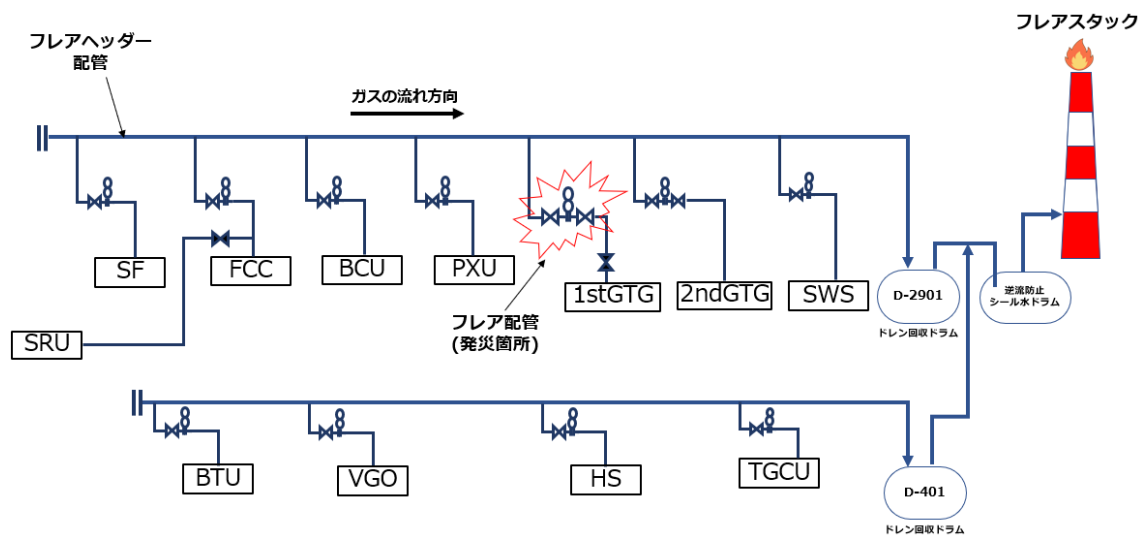 フレアスタック
フレアヘッダー
配管
ガスの流れ方向
SF
FCC
BCU
PXU
1stGTG
2ndGTG
SWS
D-2901
ドレン回収ドラム
逆流防止
シール水ドラム
SRU
フレア配管
(発災箇所)
BTU
VGO
HS
TGCU
D-401
ドレン回収ドラム